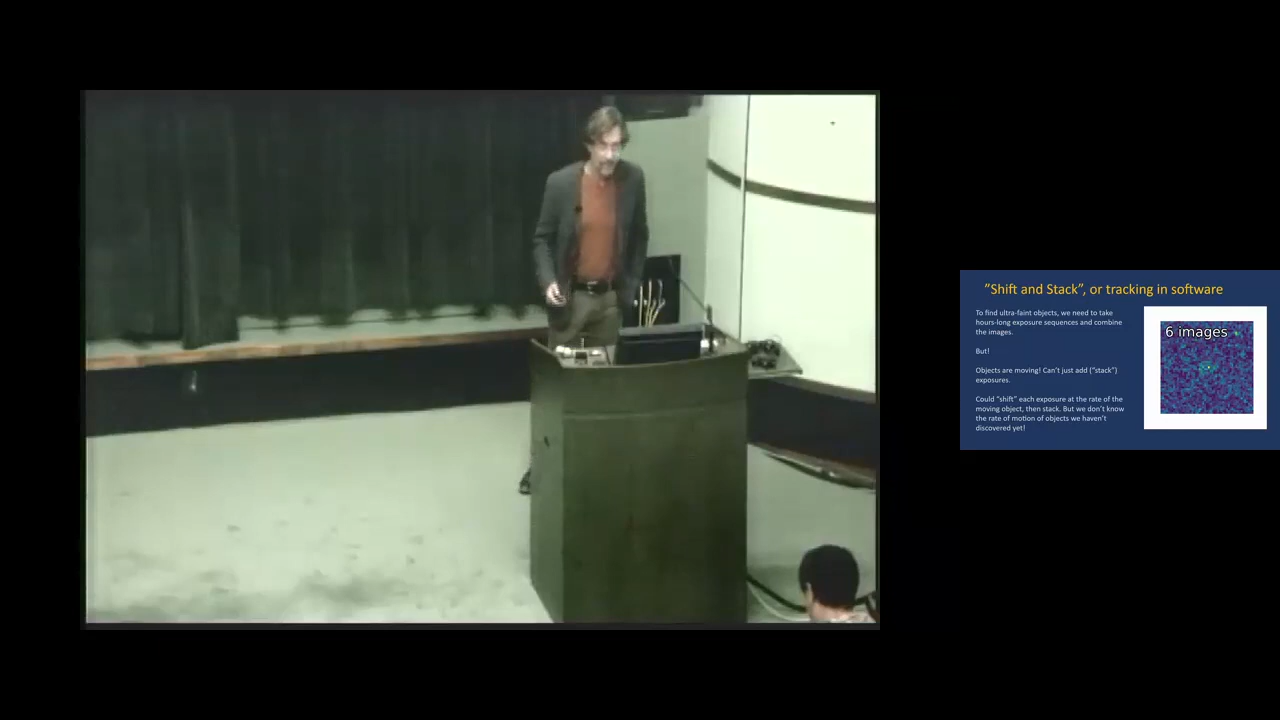 ”Shift and Stack”, or tracking in software
To find ultra-faint objects, we need to take
hours-long exposure sequences and combine
the images.
But!
Objects are moving! Can’t just add (“stack”)
exposures.
Could “shift” each exposure at the rate of the
moving object, then stack. But we don’t know
the rate of motion of objects we haven’t
discovered yet!
6 images